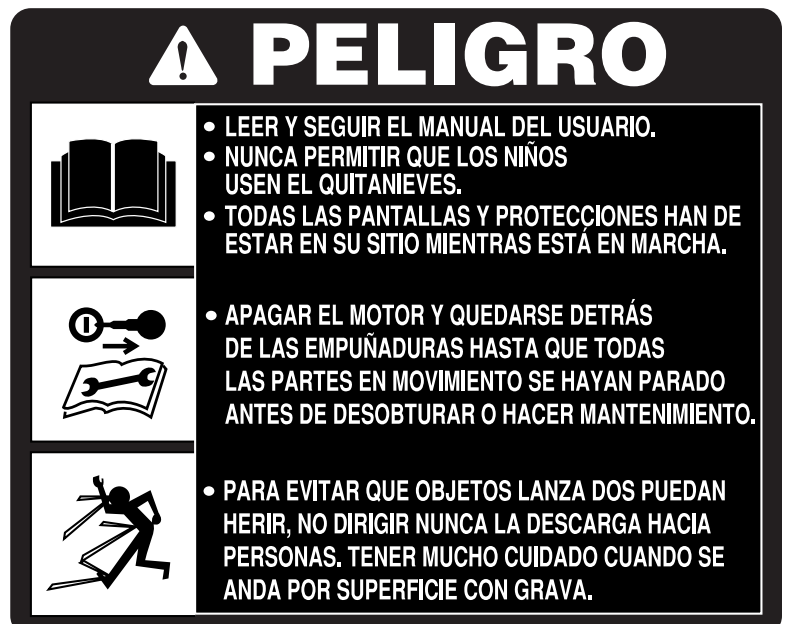 PELIGRO
• LEER Y SEGUIR EL MANUAL DEL USUARIO.
• NUNCA PERMITIR QUE LOS NIÑOS
USEN EL QUITANIEVES.
• TODAS LAS PANTALLAS Y PROTECCIONES HAN DE
ESTAR EN SU SITIO MIENTRAS ESTÁ EN MARCHA.
• APAGAR EL MOTOR Y QUEDARSE DETRÁS
DE LAS EMPUÑADURAS HASTA QUE TODAS
LAS PARTES EN MOVIMIENTO SE HAYAN PARADO
ANTES DE DESOBTURAR O HACER MANTENIMIENTO.
• PARA EVITAR QUE OBJETOS LANZA DOS PUEDAN
HERIR, NO DIRIGIR NUNCA LA DESCARGA HACIA
PERSONAS. TENER MUCHO CUIDADO CUANDO SE
ANDA POR SUPERFICIE CON GRAVA.